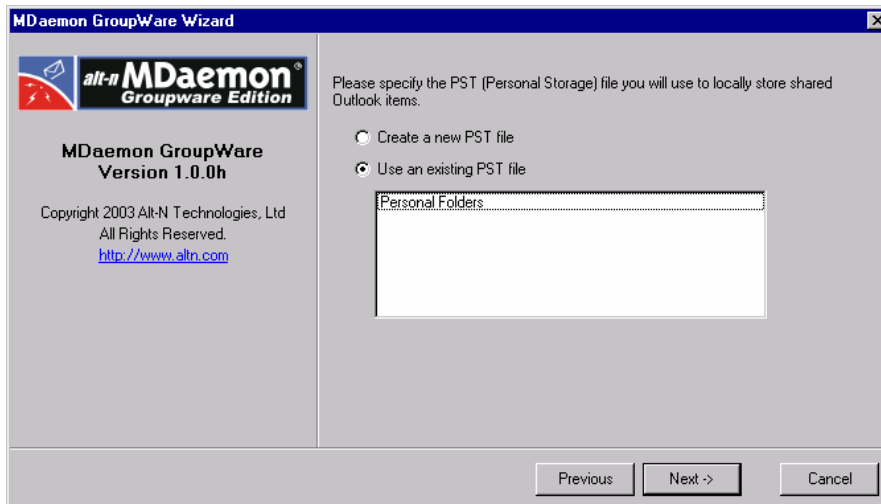 MDaemon GroupWare Wizard
alt-n MDaemon®
Groupware Edition
MDaemon GroupWare
Version 1.0.0h
Copyright 2003 Alt-N Technologies, Ltd
All Rights Reserved.
http://www.altn.com
Please specify the PST (Personal Storage) file you will use to locally store shared
Outlook items.
Create a new PST file
Use an existing PST file
Personal Folders
Previous
Next ->
Cancel